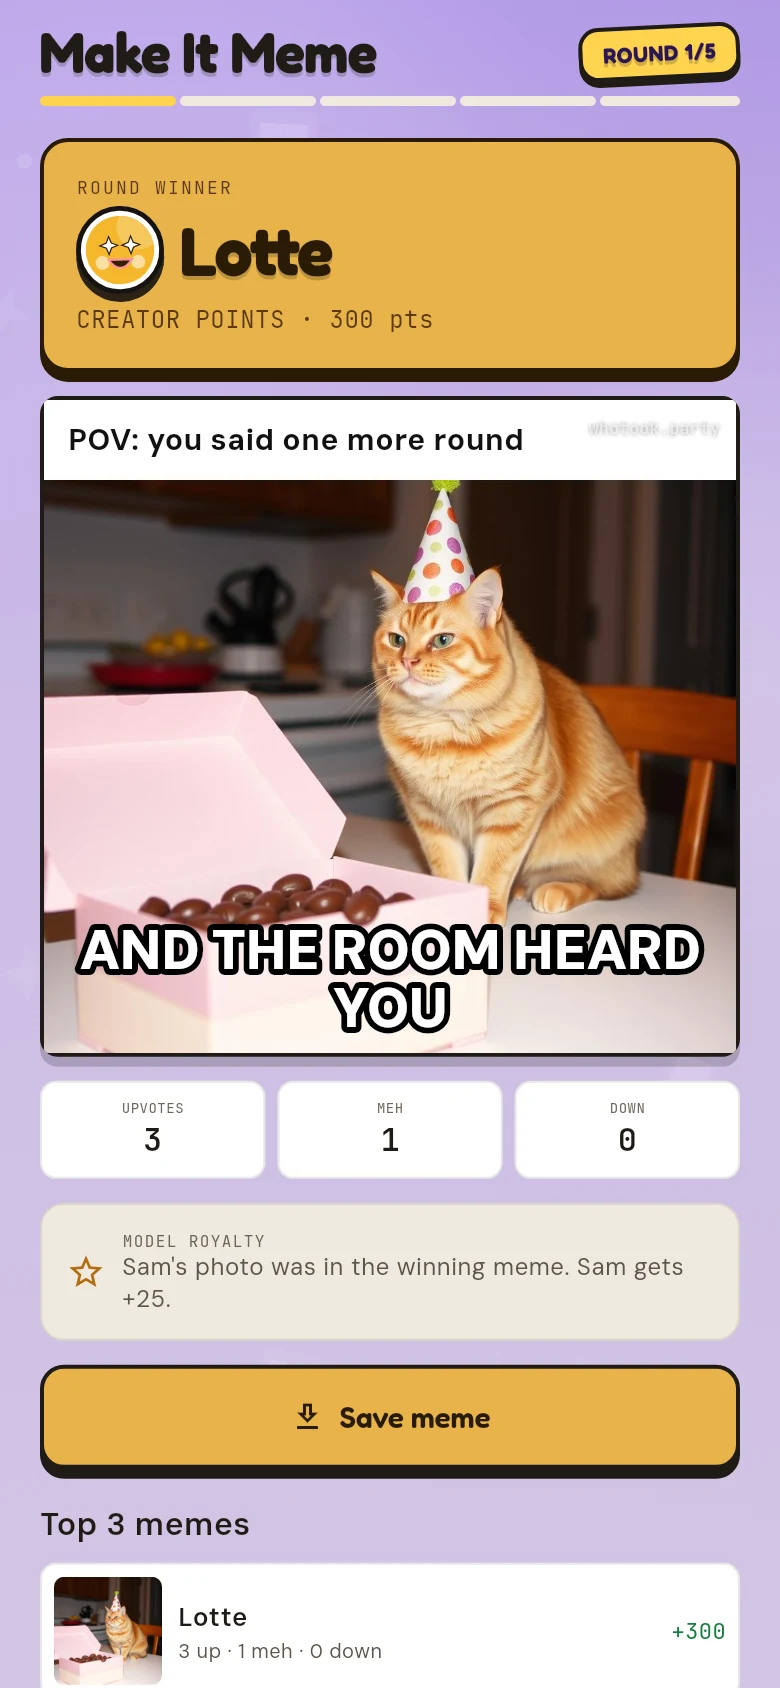 Make It Meme
ROUND 1/5
ROUND WINNER
Lotte
CREATOR POINTS · 300 pts
POV: you said one more round
whotook.party
AND THE ROOM HEARD
YOU
UPVOTES
3
MEH
1
DOWN
0
MODEL ROYALTY
Sam's photo was in the winning meme. Sam gets
+25.
Save meme
Top 3 memes
Lotte
3 up · 1 meh · 0 down
+300